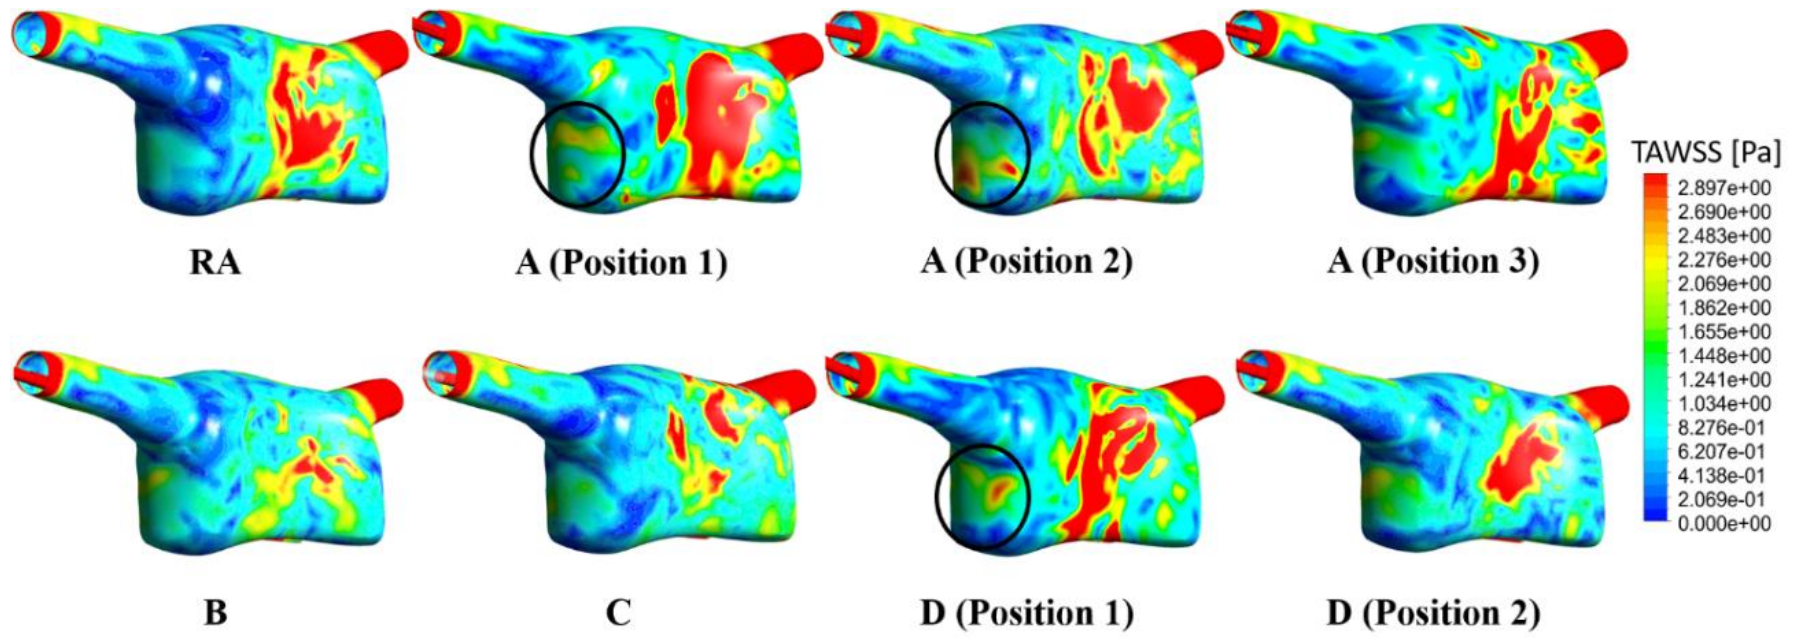 RA
A (Position 1)
A (Position 2)
A (Position 3)
TAWSS [Pa]
2.897e+00
2.690e+00
2.483e+00
2.276e+00
2.069e+00
1.862e+00
1.655e+00
1.448e+00
1.241e+00
1.034e+00
8.276e-01
6.207e-01
4.138e-01
2.069e-01
0.000e+00
B
C
D (Position 1)
D (Position 2)